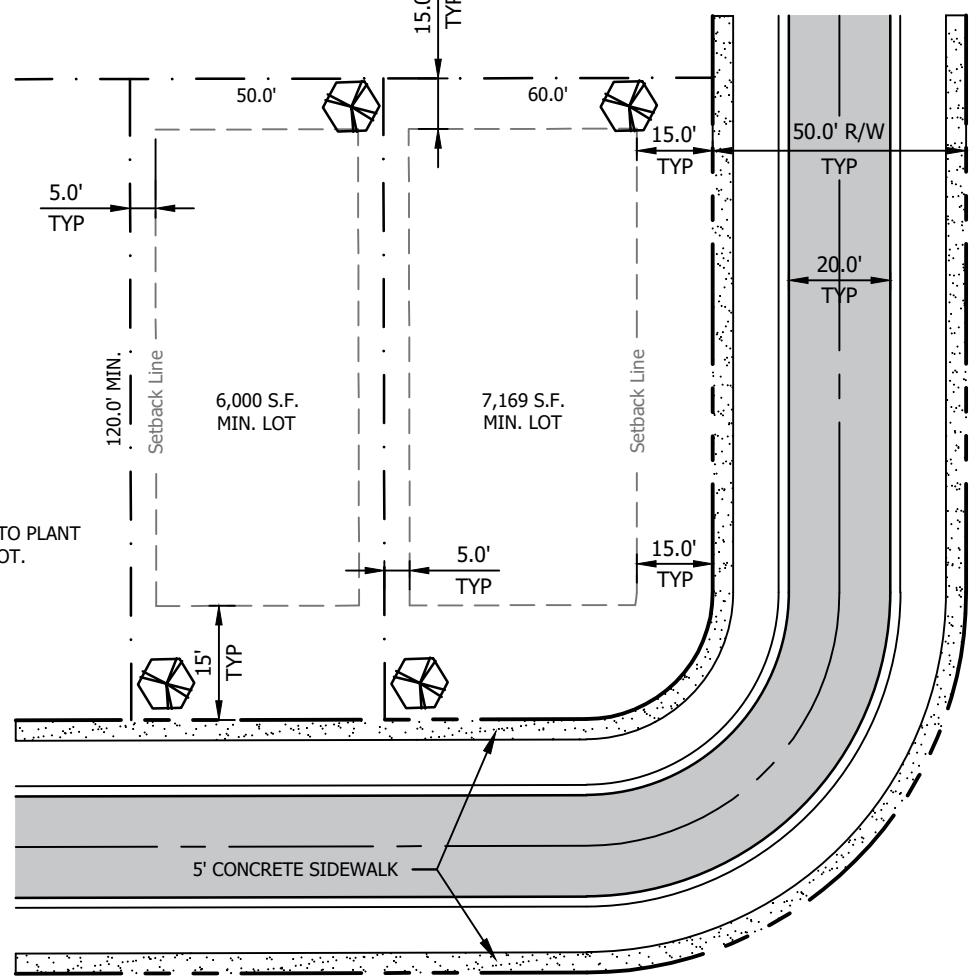 15.0'
TYP
50.0'
60.0'
15.0'
TYP
50.0' R/W
TYP
5.0'
TYP
20.0'
TYP
120.0' MIN.
Setback Line
6,000 S.F.
MIN. LOT
7,169 S.F.
MIN. LOT
Setback Line
TO PLANT
OT.
5.0'
TYP
15.0'
TYP
15'
TYP
5' CONCRETE SIDEWALK